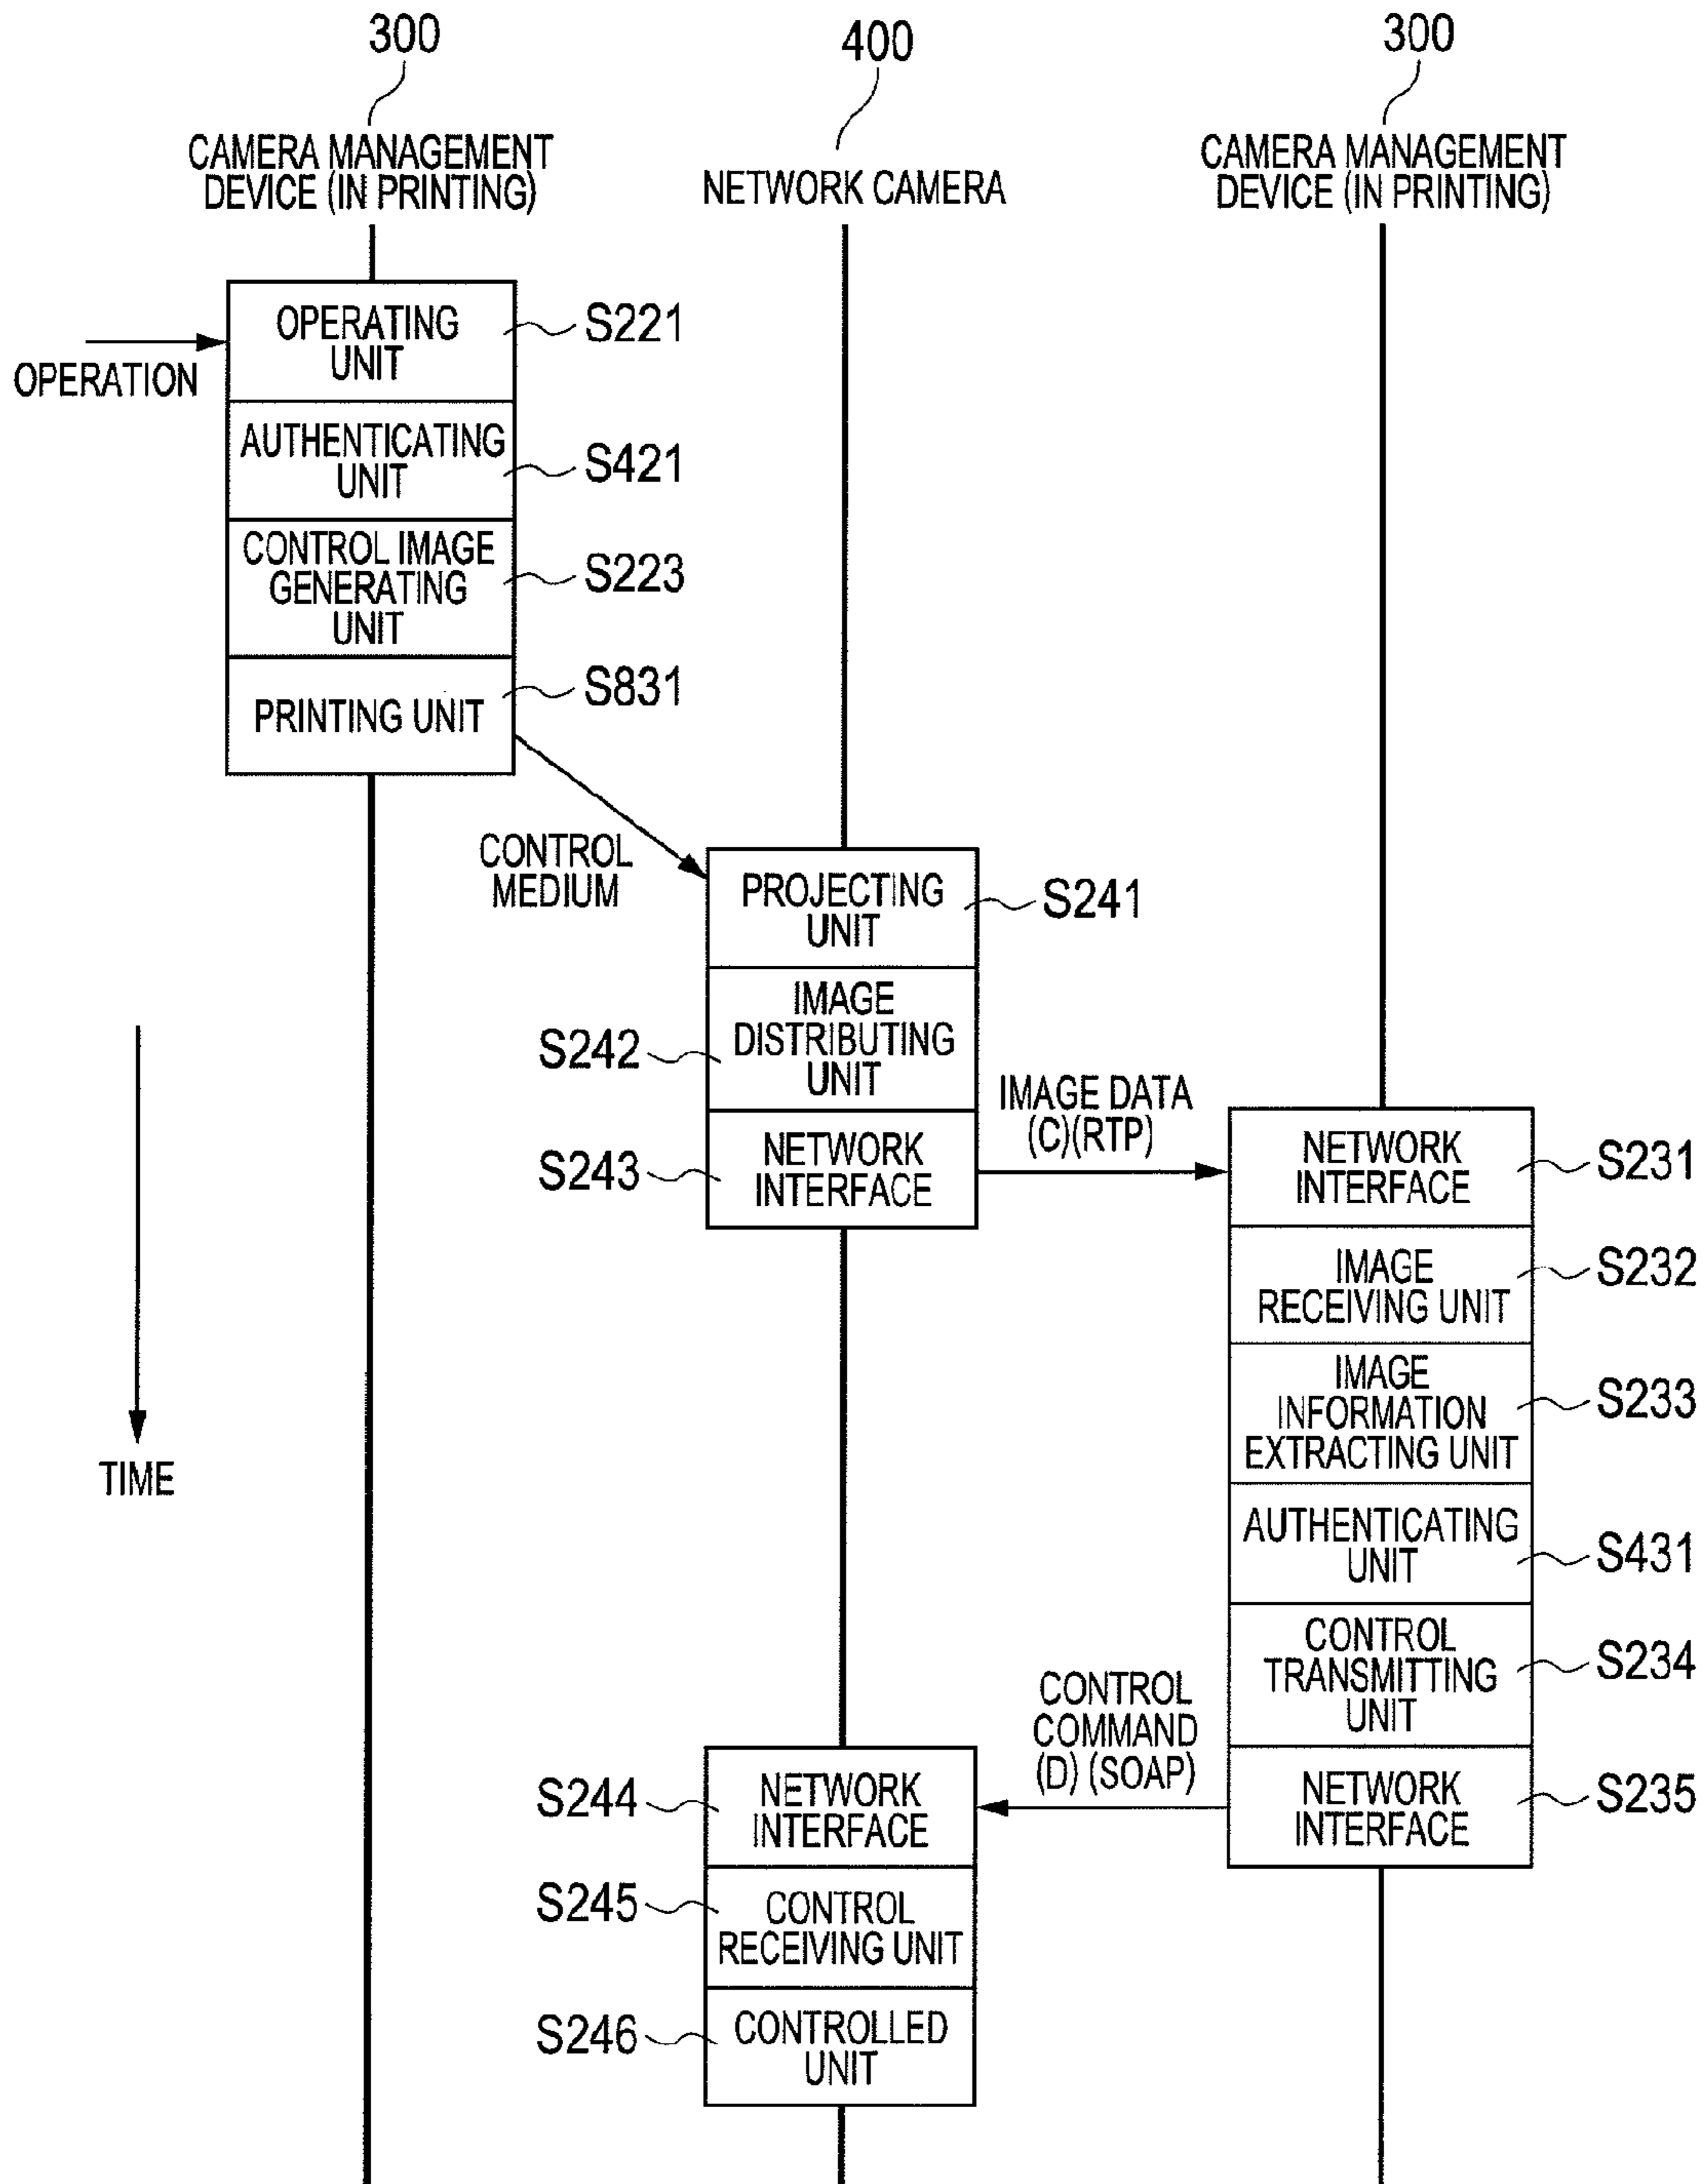 300
400
300
CAMERA MANAGEMENT
DEVICE (IN PRINTING)
NETWORK CAMERA
CAMERA MANAGEMENT
DEVICE (IN PRINTING)
OPERATION
OPERATING
UNIT
S221
AUTHENTICATING
UNIT
S421
CONTROL IMAGE
GENERATING
UNIT
S223
PRINTING UNIT
S831
CONTROL
MEDIUM
PROJECTING
UNIT
S241
IMAGE
DISTRIBUTING
UNIT
S242
NETWORK
INTERFACE
S243
IMAGE DATA
(C)(RTP)
NETWORK
INTERFACE
S231
IMAGE
RECEIVING UNIT
S232
IMAGE
INFORMATION
EXTRACTING UNIT
S233
TIME
AUTHENTICATING
UNIT
S431
CONTROL
TRANSMITTING
UNIT
S234
CONTROL
COMMAND
(D) (SOAP)
NETWORK
INTERFACE
S235
S244
NETWORK
INTERFACE
S245
CONTROL
RECEIVING UNIT
S246
CONTROLLED
UNIT